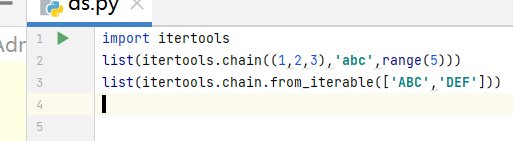 ds.py
Adr
1 import itertools
2 list(itertools.chain((1,2,3),'abc',range(5)))
3 list(itertools.chain.from_iterable(['ABC','DEF']))
4
5